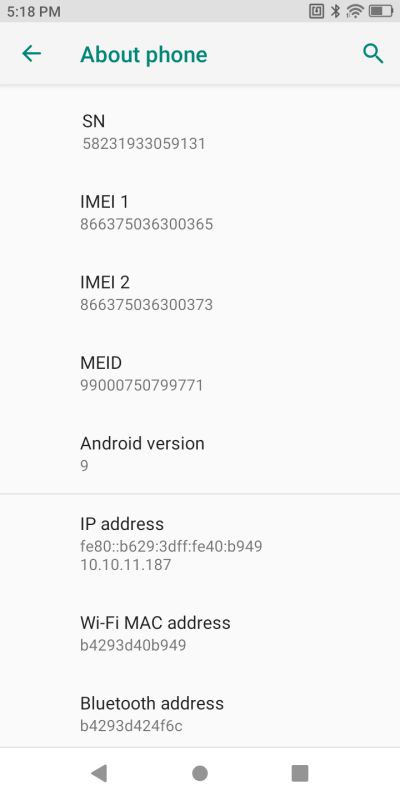 5:18 PM
About phone
SN
58231933059131
IMEI 1
866375036300365
IMEI 2
866375036300373
MEID
99000750799771
Android version
9
IP address
fe80::b629:3dff:fe40:b949
10.10.11.187
Wi-Fi MAC address
b4293d40b949
Bluetooth address
b4293d424f6c